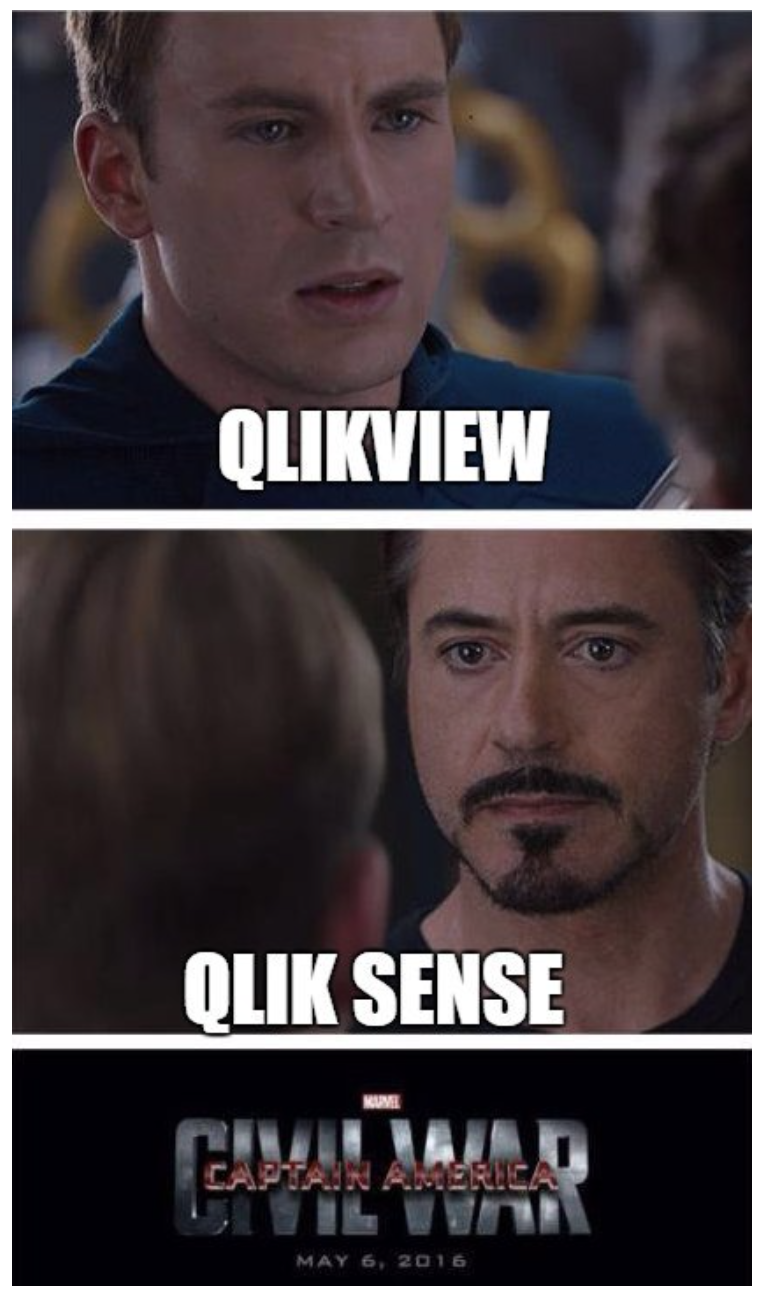 QLIKVIEW
QLIK SENSE
MARVEL
CIVIL WAR
CAPTAIN AMERICA
MAY 6, 2016